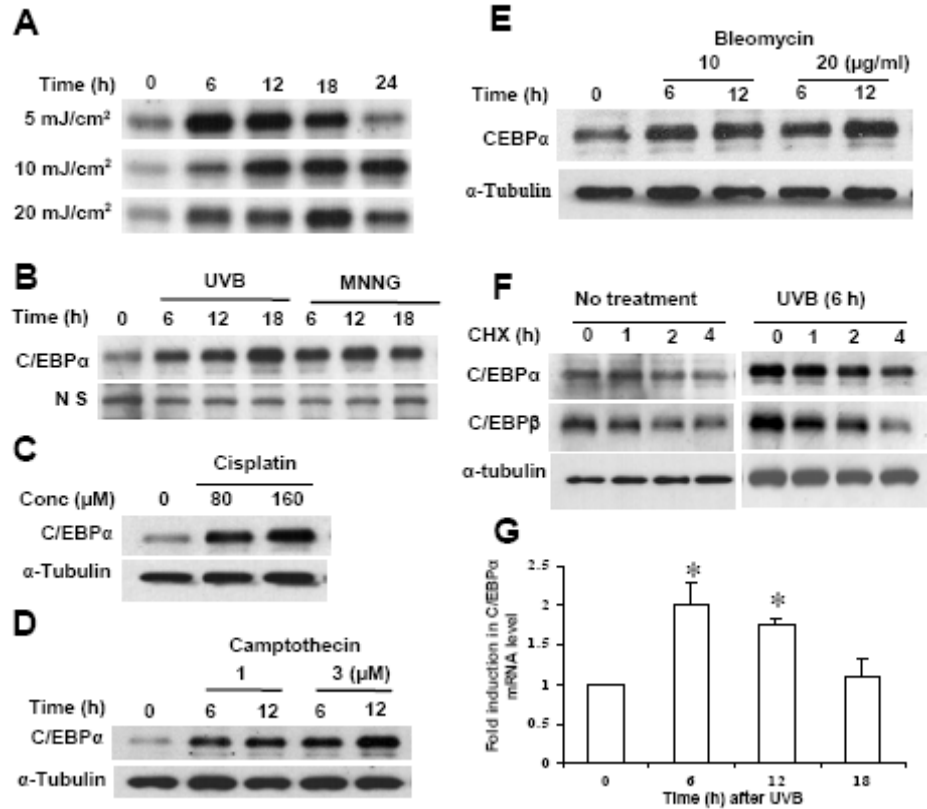 A
Time (h) 0 6 12 18 24
5 mJ/cm²
10 mJ/cm²
20 mJ/cm²
B
UVB MNNG
Time (h) 0 6 12 18 6 12 18
C/EBPα
N S
C
Cisplatin
Conc (µM) 0 80 160
C/EBPα
α-Tubulin
D
Camptothecin
1 3 (µM)
Time (h) 0 6 12 6 12
C/EBPα
α-Tubulin
E
Bleomycin
10 20 (µg/ml)
Time (h) 0 6 12 6 12
CEBPα
α-Tubulin
F
No treatment UVB (6 h)
CHX (h) 0 1 2 4 0 1 2 4
C/EBPα
C/EBPβ
α-tubulin
G
Fold induction in C/EBPα
mRNA level
2.5
2
1.5
1
0.5
0
* *
0 6 12 18
Time (h) after UVB